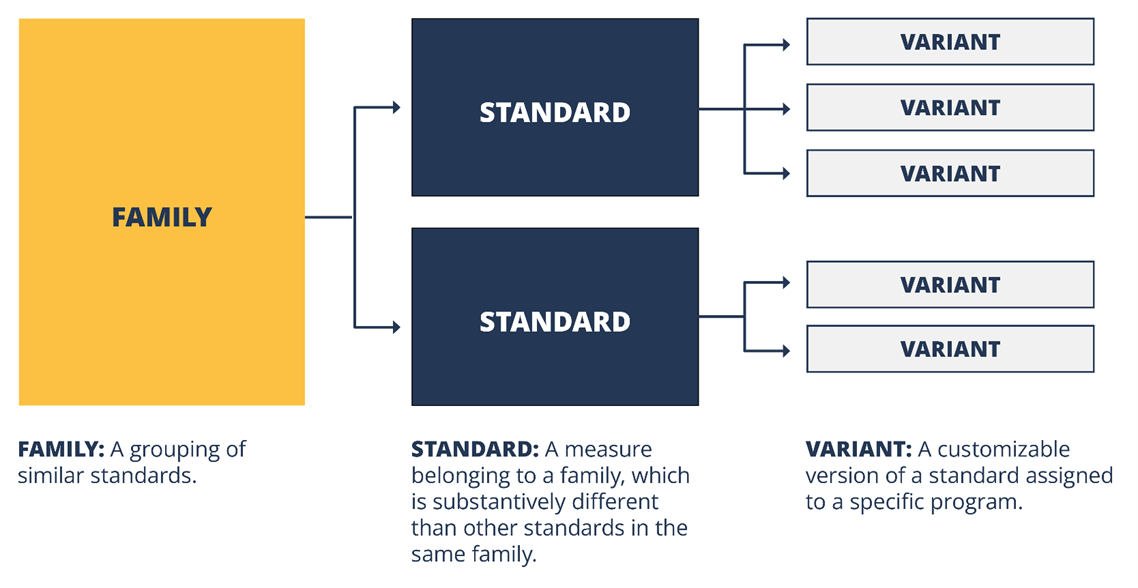 FAMILY
STANDARD
VARIANT
VARIANT
VARIANT
STANDARD
VARIANT
VARIANT
FAMILY: A grouping of
similar standards.
STANDARD: A measure
belonging to a family, which
is substantively different
than other standards in the
same family.
VARIANT: A customizable
version of a standard assigned
to a specific program.